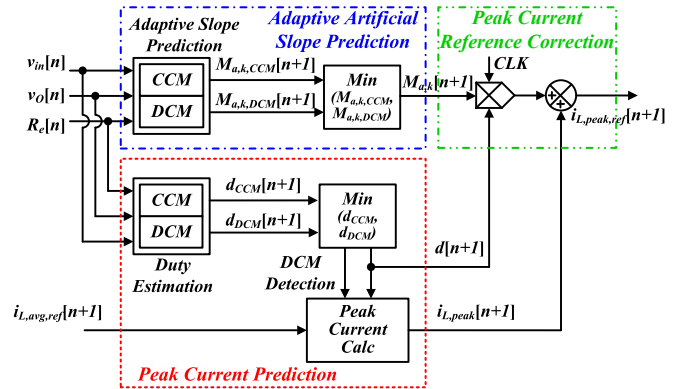 Adaptive Slope
Prediction
Adaptive Artificial
Slope Prediction
Peak Current
Reference Correction
v_in[n]
v_O[n]
R_e[n]
CCM
DCM
M_a,k,CCM[n+1]
M_a,k,DCM[n+1]
Min
(M_a,k,CCM,
M_a,k,DCM)
M_a,k[n+1]
CLK
+
+
i_L,peak,ref[n+1]
CCM
DCM
Duty
Estimation
d_CCM[n+1]
d_DCM[n+1]
Min
(d_CCM,
d_DCM)
d[n+1]
DCM
Detection
i_L,avg,ref[n+1]
Peak
Current
Calc
i_L,peak[n+1]
Peak Current Prediction